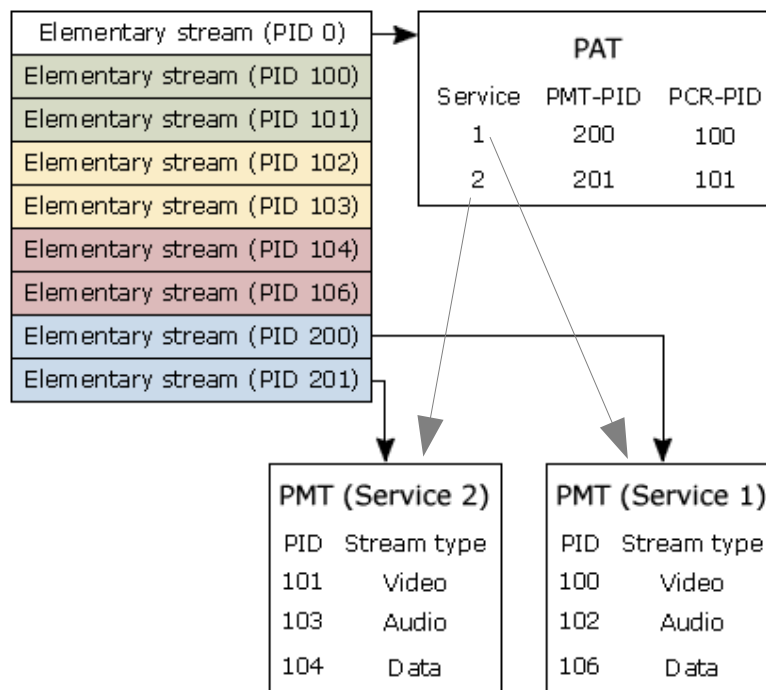 Elementary stream (PID 0)
Elementary stream (PID 100)
Elementary stream (PID 101)
Elementary stream (PID 102)
Elementary stream (PID 103)
Elementary stream (PID 104)
Elementary stream (PID 106)
Elementary stream (PID 200)
Elementary stream (PID 201)
PAT
Service PMT-PID PCR-PID
1 200 100
2 201 101
PMT (Service 2)
PID Stream type
101 Video
103 Audio
104 Data
PMT (Service 1)
PID Stream type
100 Video
102 Audio
106 Data